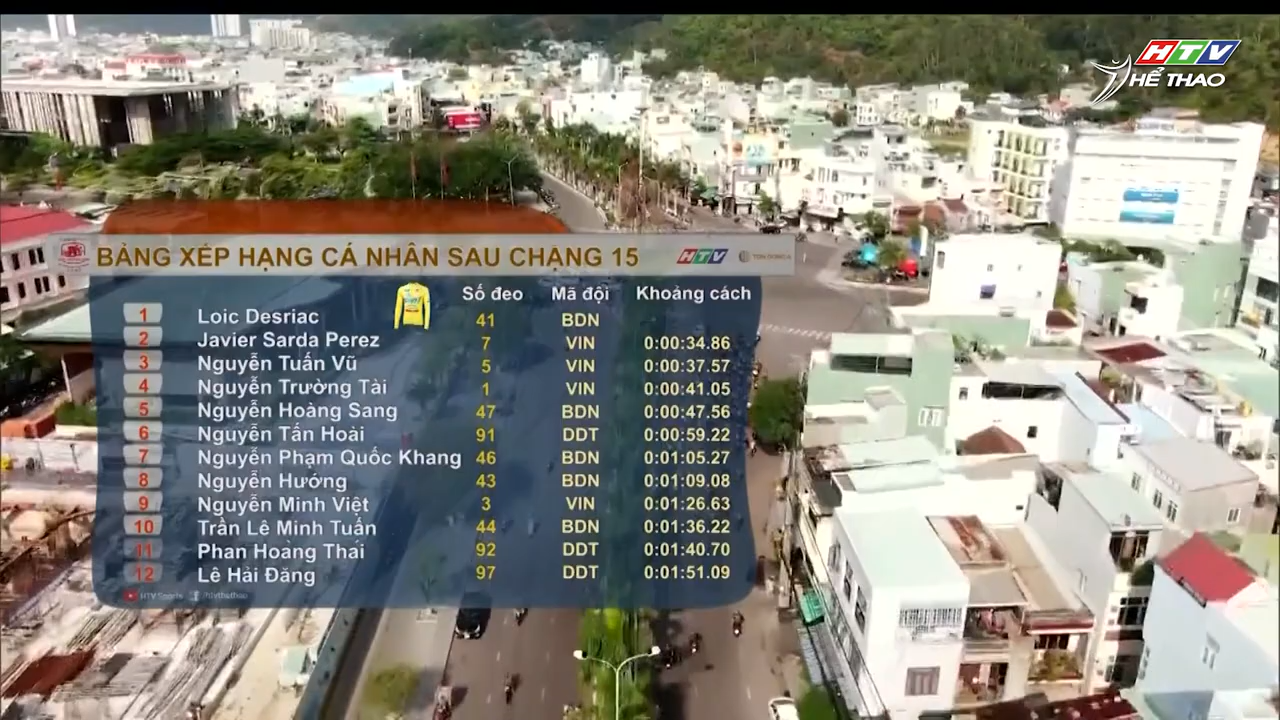 HTV
THỂ THAO
BẢNG XẾP HẠNG CÁ NHÂN SAU CHẶNG 15 HTV TON DONG A
Số đeo Mã đội Khoảng cách
1 Loic Desriac 41 BDN
2 Javier Sarda Perez 7 VIN 0:00:34.86
3 Nguyễn Tuấn Vũ 5 VIN 0:00:37.57
4 Nguyễn Trường Tài 1 VIN 0:00:41.05
5 Nguyễn Hoàng Sang 47 BDN 0:00:47.56
6 Nguyễn Tấn Hoài 91 DDT 0:00:59.22
7 Nguyễn Phạm Quốc Khang 46 BDN 0:01:05.27
8 Nguyễn Hướng 43 BDN 0:01:09.08
9 Nguyễn Minh Việt 3 VIN 0:01:26.63
10 Trần Lê Minh Tuấn 44 BDN 0:01:36.22
11 Phan Hoàng Thái 92 DDT 0:01:40.70
12 Lê Hải Đăng 97 DDT 0:01:51.09
HTV Sports /htvthethao